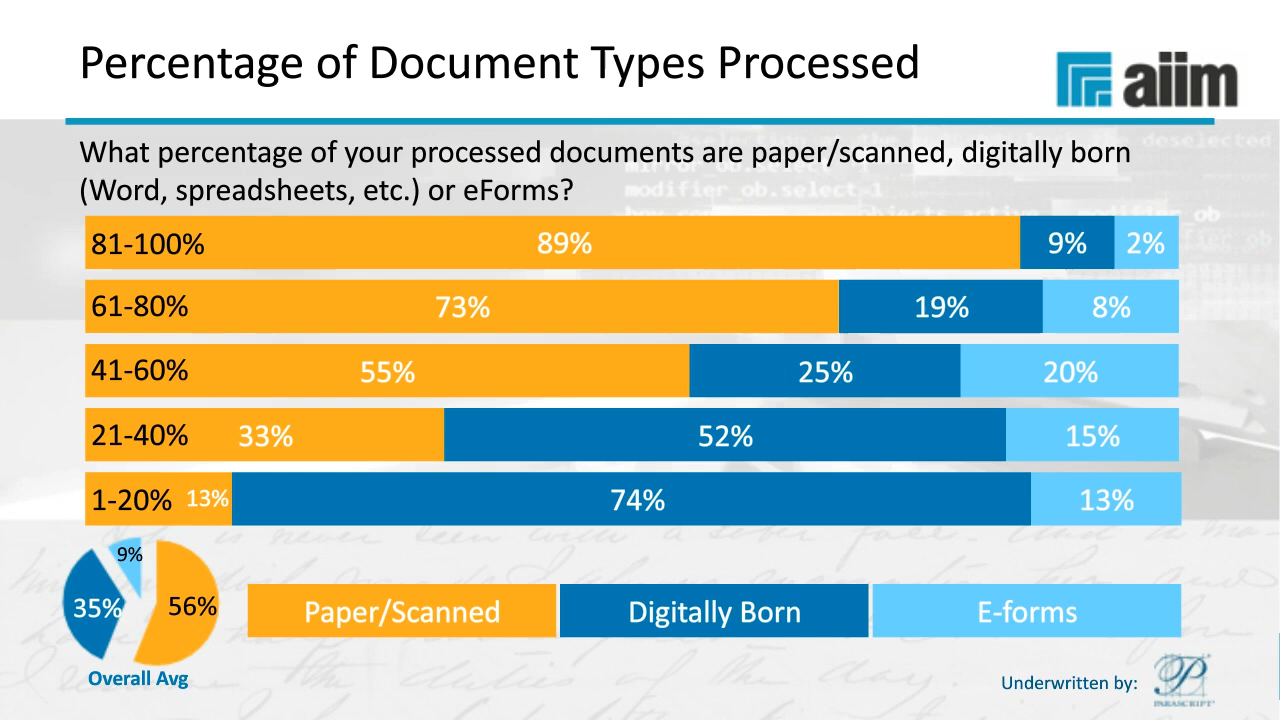 Percentage of Document Types Processed
aiim
What percentage of your processed documents are paper/scanned, digitally born
(Word, spreadsheets, etc.) or eForms?
81-100% 89% 9% 2%
61-80% 73% 19% 8%
41-60% 55% 25% 20%
21-40% 33% 52% 15%
1-20% 13% 74% 13%
9%
35% 56%
Overall Avg
Paper/Scanned Digitally Born E-forms
Underwritten by:
PARASCRIPT